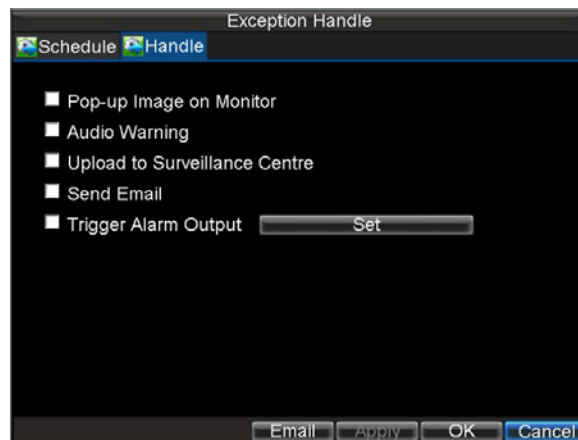 Exception Handle
Schedule Handle
Pop-up Image on Monitor
Audio Warning
Upload to Surveillance Centre
Send Email
Trigger Alarm Output Set
Email Apply OK Cancel